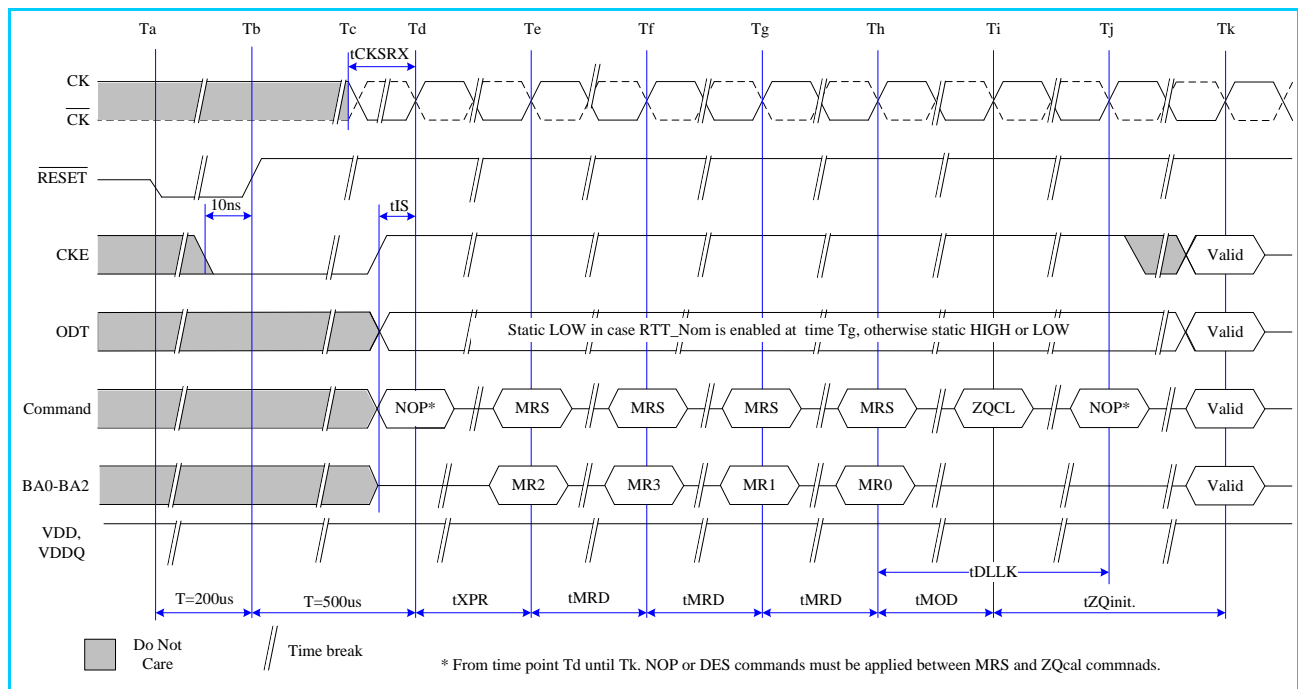 Ta Tb Tc Td Te Tf Tg Th Ti Tj Tk
tCKSRX
CK
CK
RESET
10ns
tIS
CKE
Valid
ODT
Static LOW in case RTT_Nom is enabled at time Tg, otherwise static HIGH or LOW
Valid
Command
NOP* MRS MRS MRS MRS ZQCL NOP* Valid
BA0-BA2
MR2 MR3 MR1 MR0 Valid
VDD,
VDDQ
tDLLK
T=200us T=500us tXPR tMRD tMRD tMRD tMOD tZQinit.
Do Not
Care
Time break
* From time point Td until Tk. NOP or DES commands must be applied between MRS and ZQcal commnads.